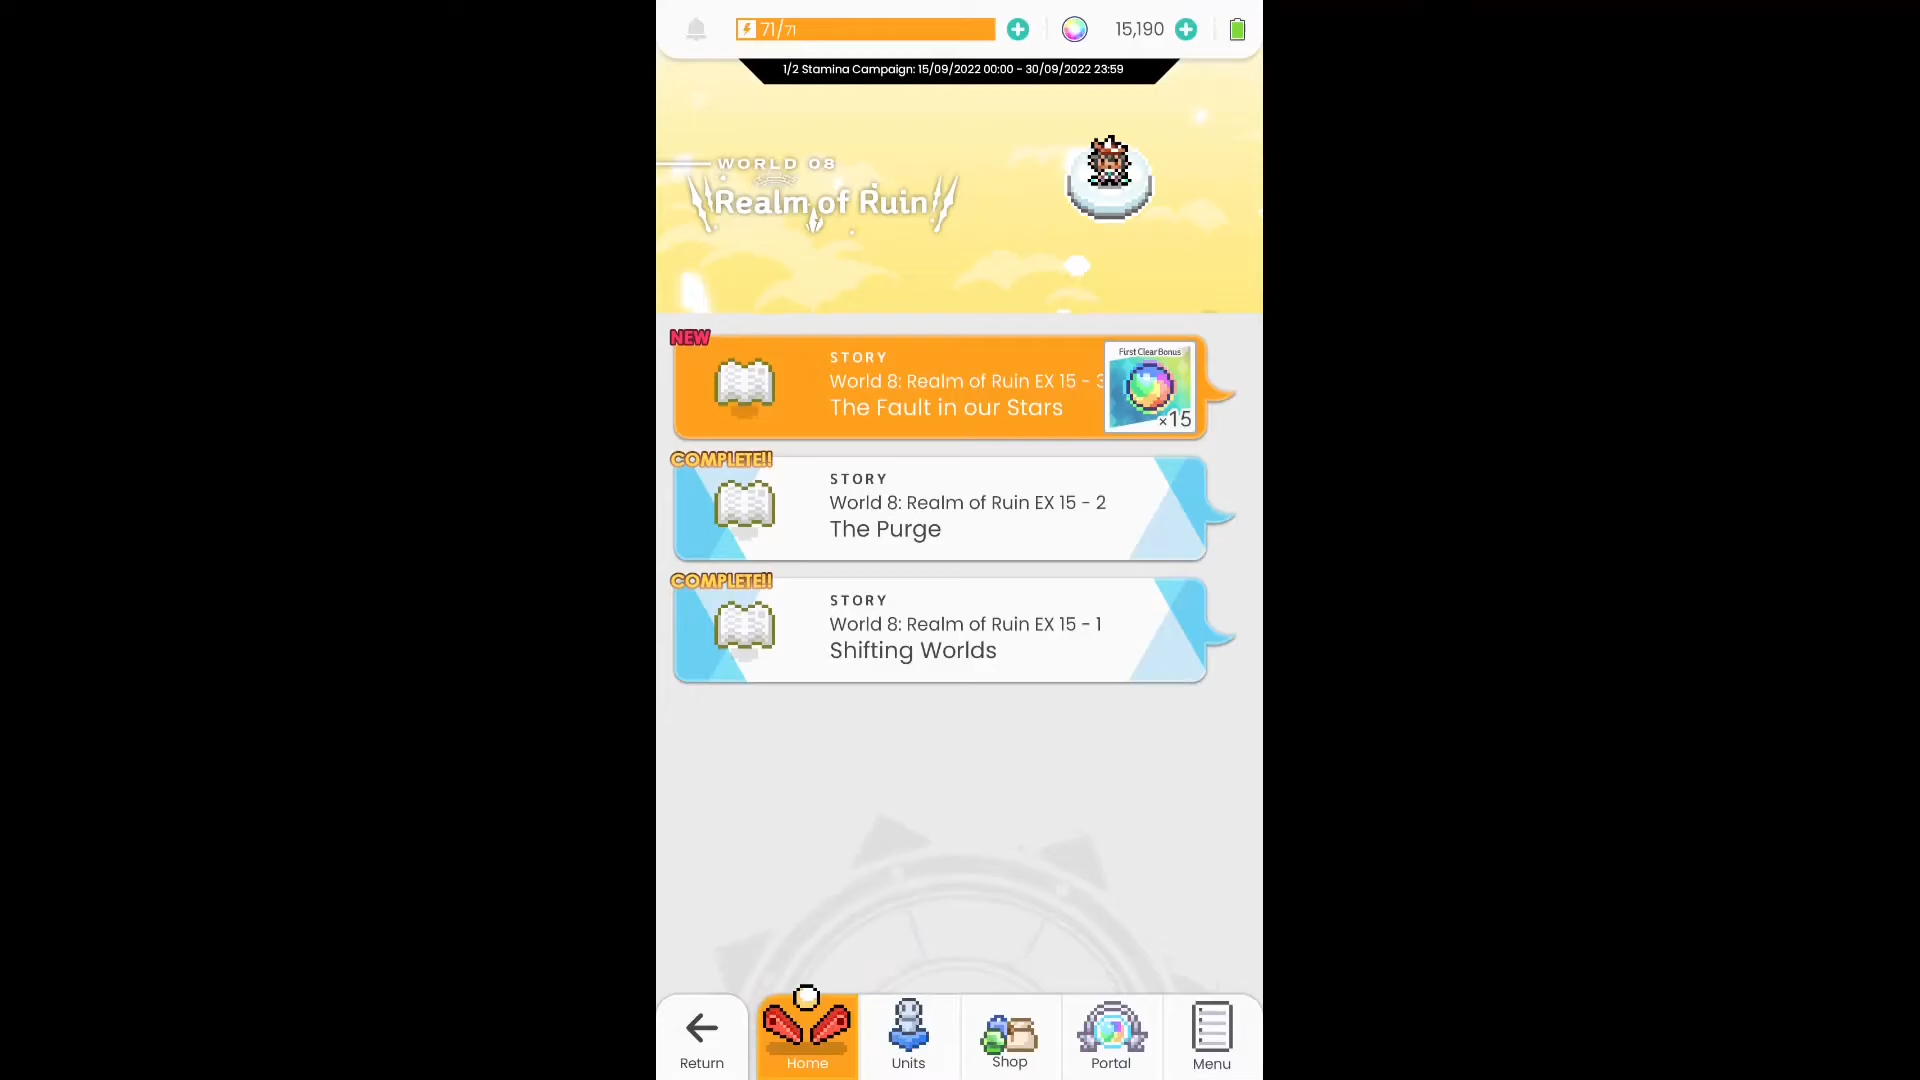 71/71
15,190
1/2 Stamina Campaign: 15/09/2022 00:00 - 30/09/2022 23:59
WORLD 08
Realm of Ruin
NEW
STORY
World 8: Realm of Ruin EX 15 - 3
The Fault in our Stars
First Clear Bonus
×15
COMPLETE!!
STORY
World 8: Realm of Ruin EX 15 - 2
The Purge
COMPLETE!!
STORY
World 8: Realm of Ruin EX 15 - 1
Shifting Worlds
Return
Home
Units
Shop
Portal
Menu